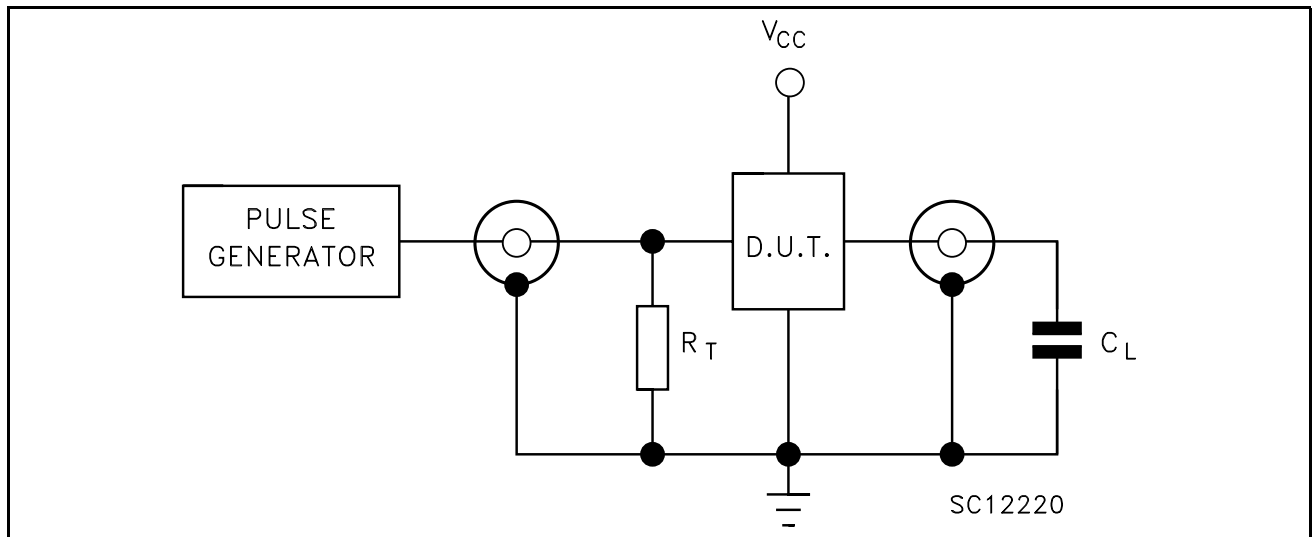 VCC
PULSE
GENERATOR
D.U.T.
RT
CL
SC12220